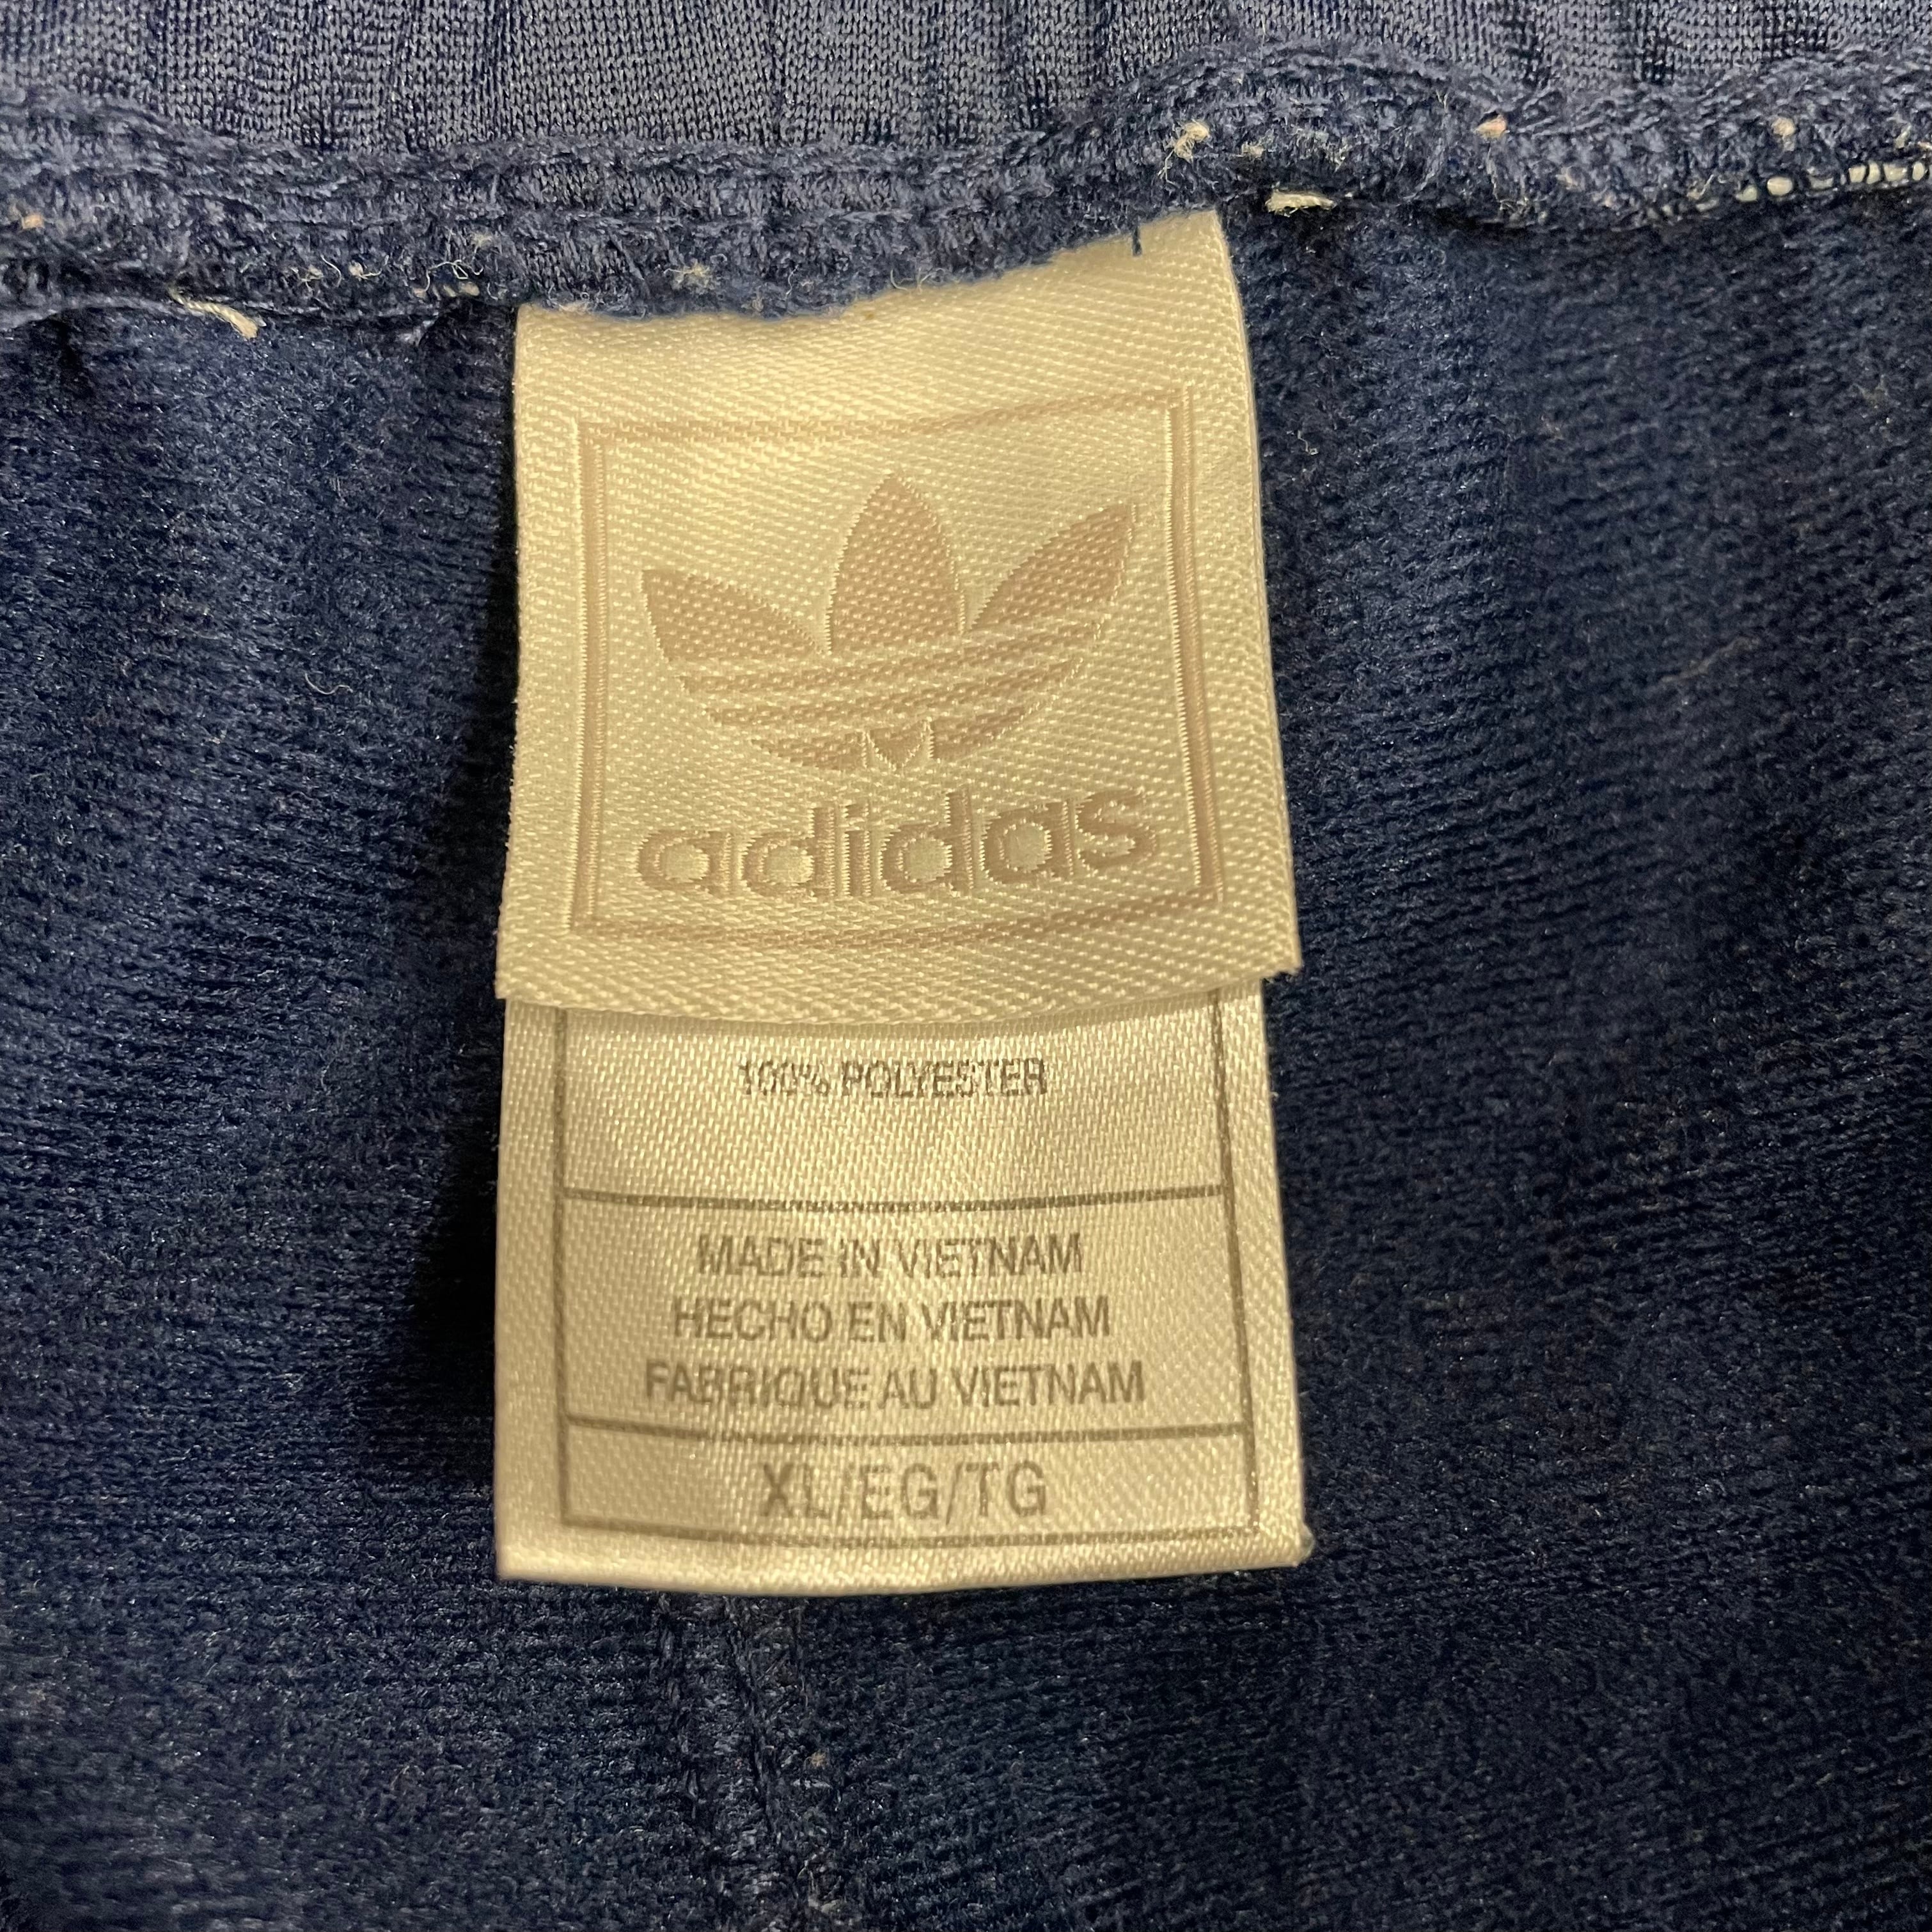 adidas
100% POLYESTER
MADE IN VIETNAM
HECHO EN VIETNAM
FABRIQUE AU VIETNAM
XL/EG/TG